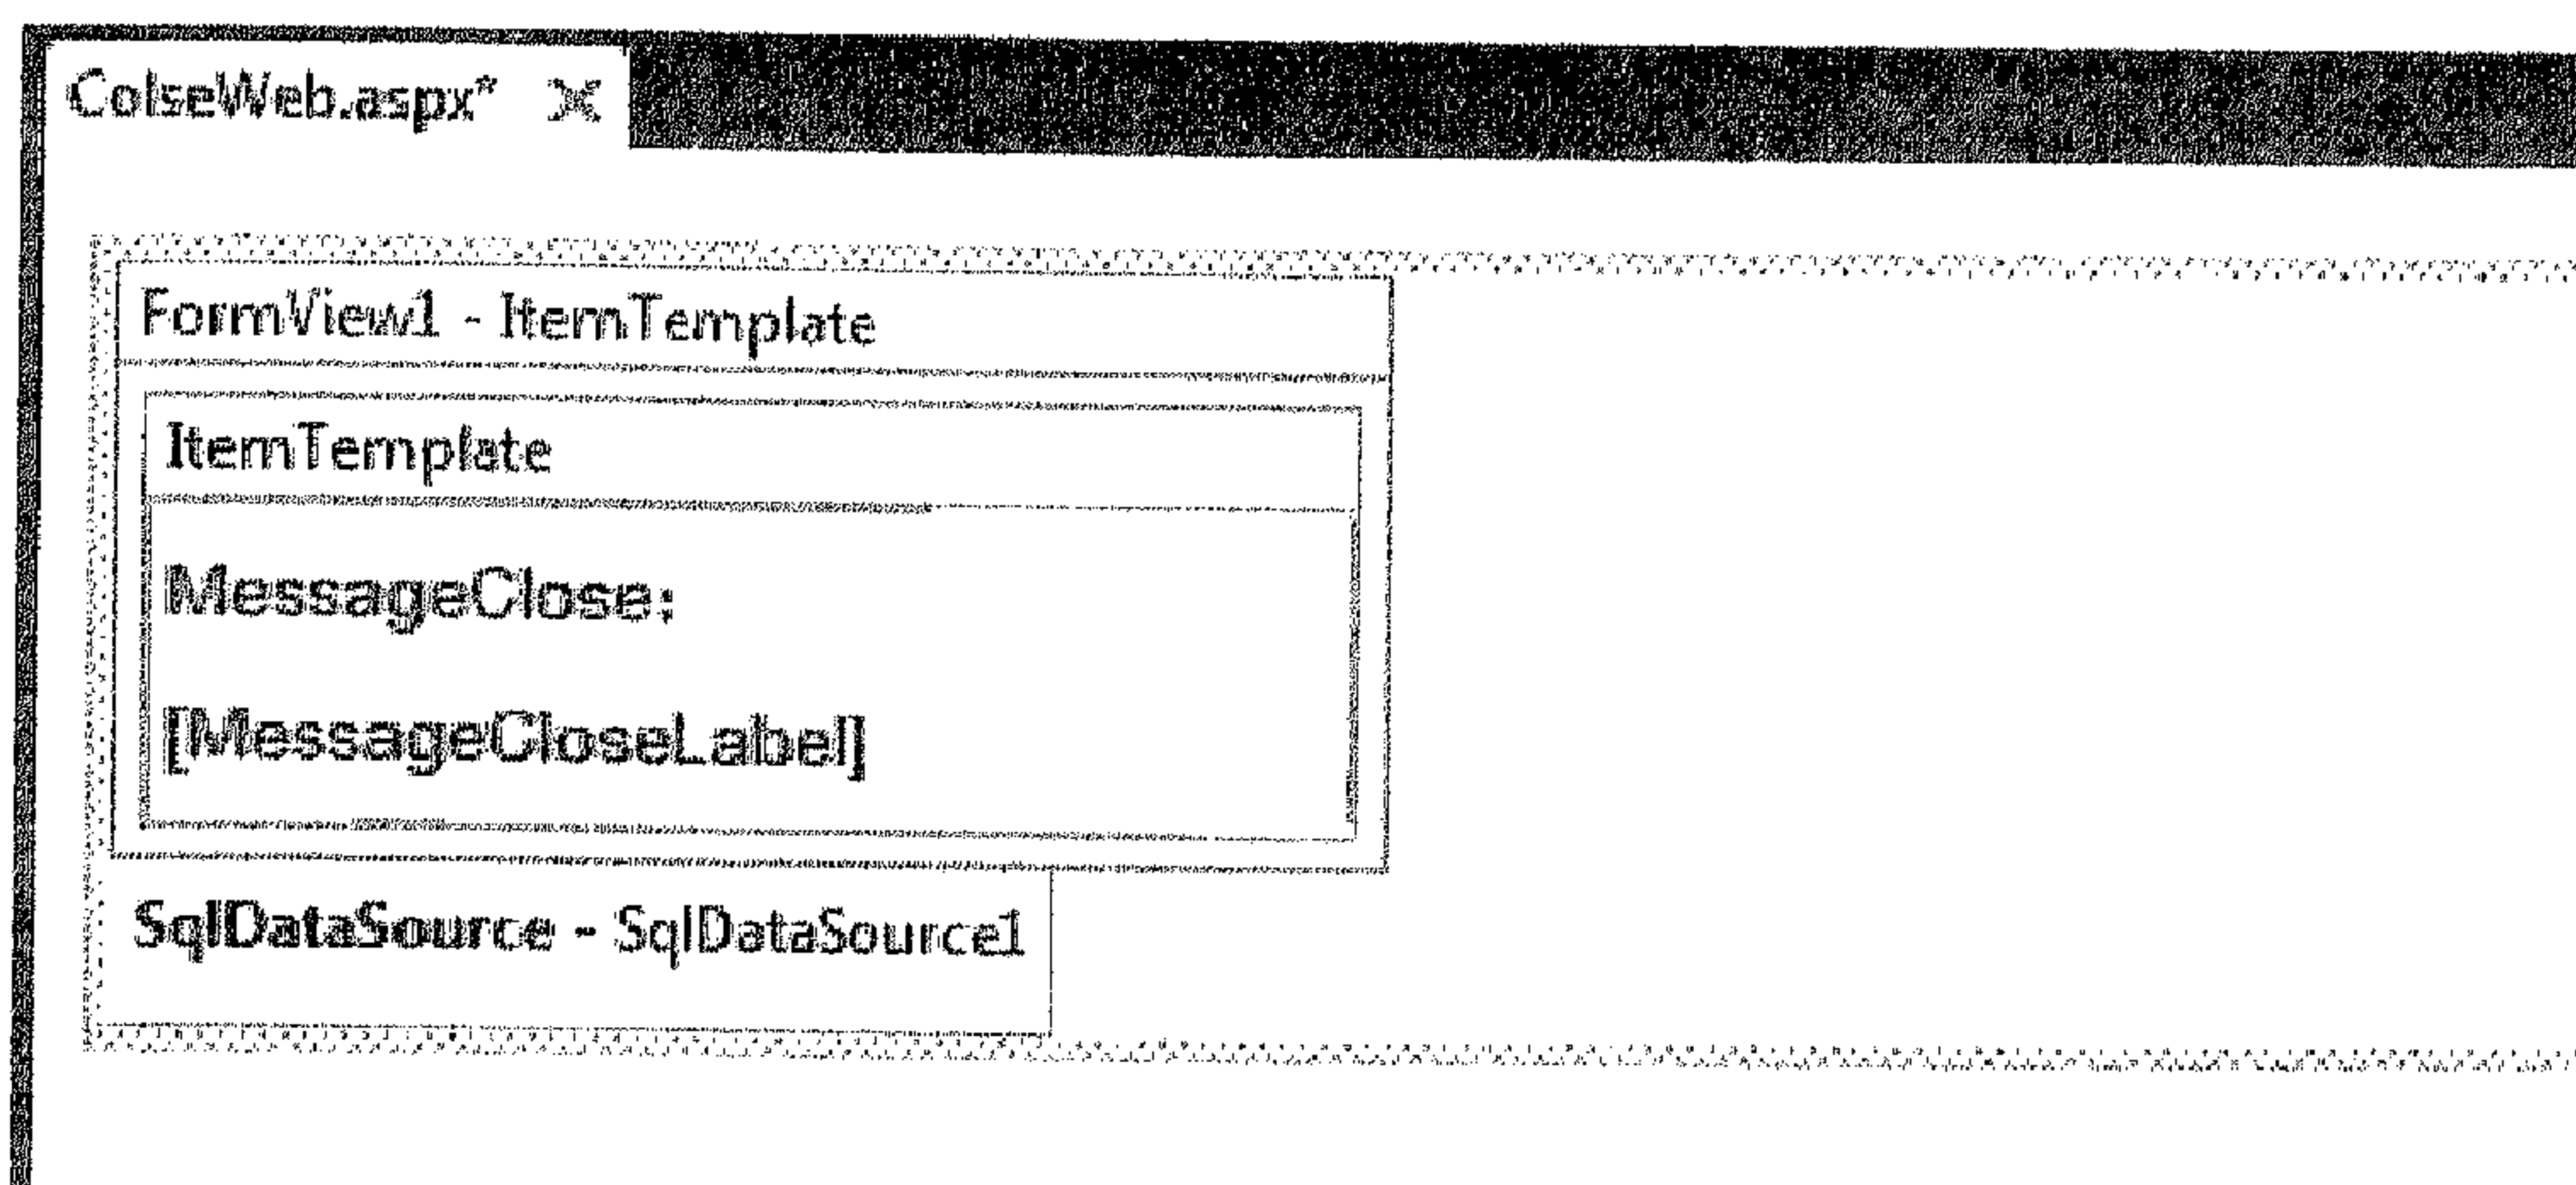 ColseWeb.aspx* X
FormView1 - ItemTemplate
ItemTemplate
MessageClose:
[MessageCloseLabel]
SqlDataSource - SqlDataSource1